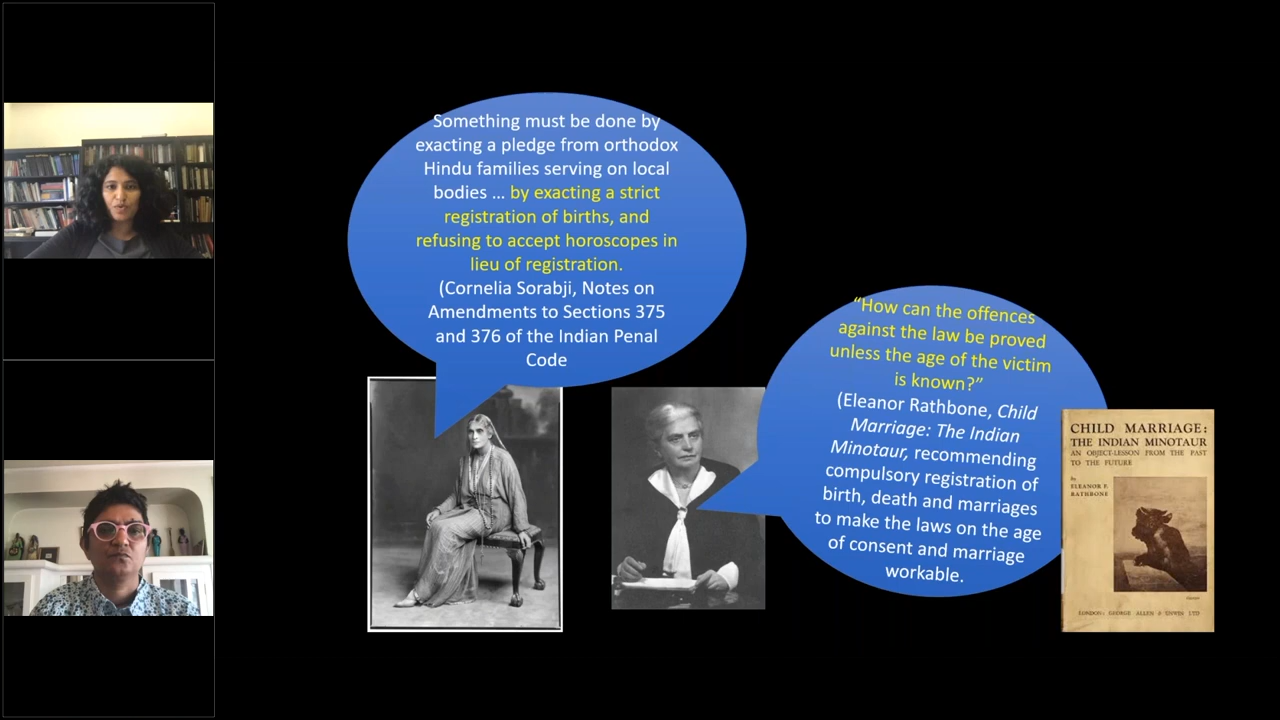 Something must be done by
exacting a pledge from orthodox
Hindu families serving on local
bodies … by exacting a strict
registration of births, and
refusing to accept horoscopes in
lieu of registration.
(Cornelia Sorabji, Notes on
Amendments to Sections 375
and 376 of the Indian Penal
Code
“How can the offences
against the law be proved
unless the age of the victim
is known?”
(Eleanor Rathbone, Child
Marriage: The Indian
Minotaur, recommending
compulsory registration of
birth, death and marriages
to make the laws on the age
of consent and marriage
workable.
CHILD MARRIAGE:
THE INDIAN MINOTAUR
AN OBJECT-LESSON FROM THE PAST
TO THE FUTURE
By
ELEANOR F.
RATHBONE
LONDON: GEORGE ALLEN & UNWIN LTD